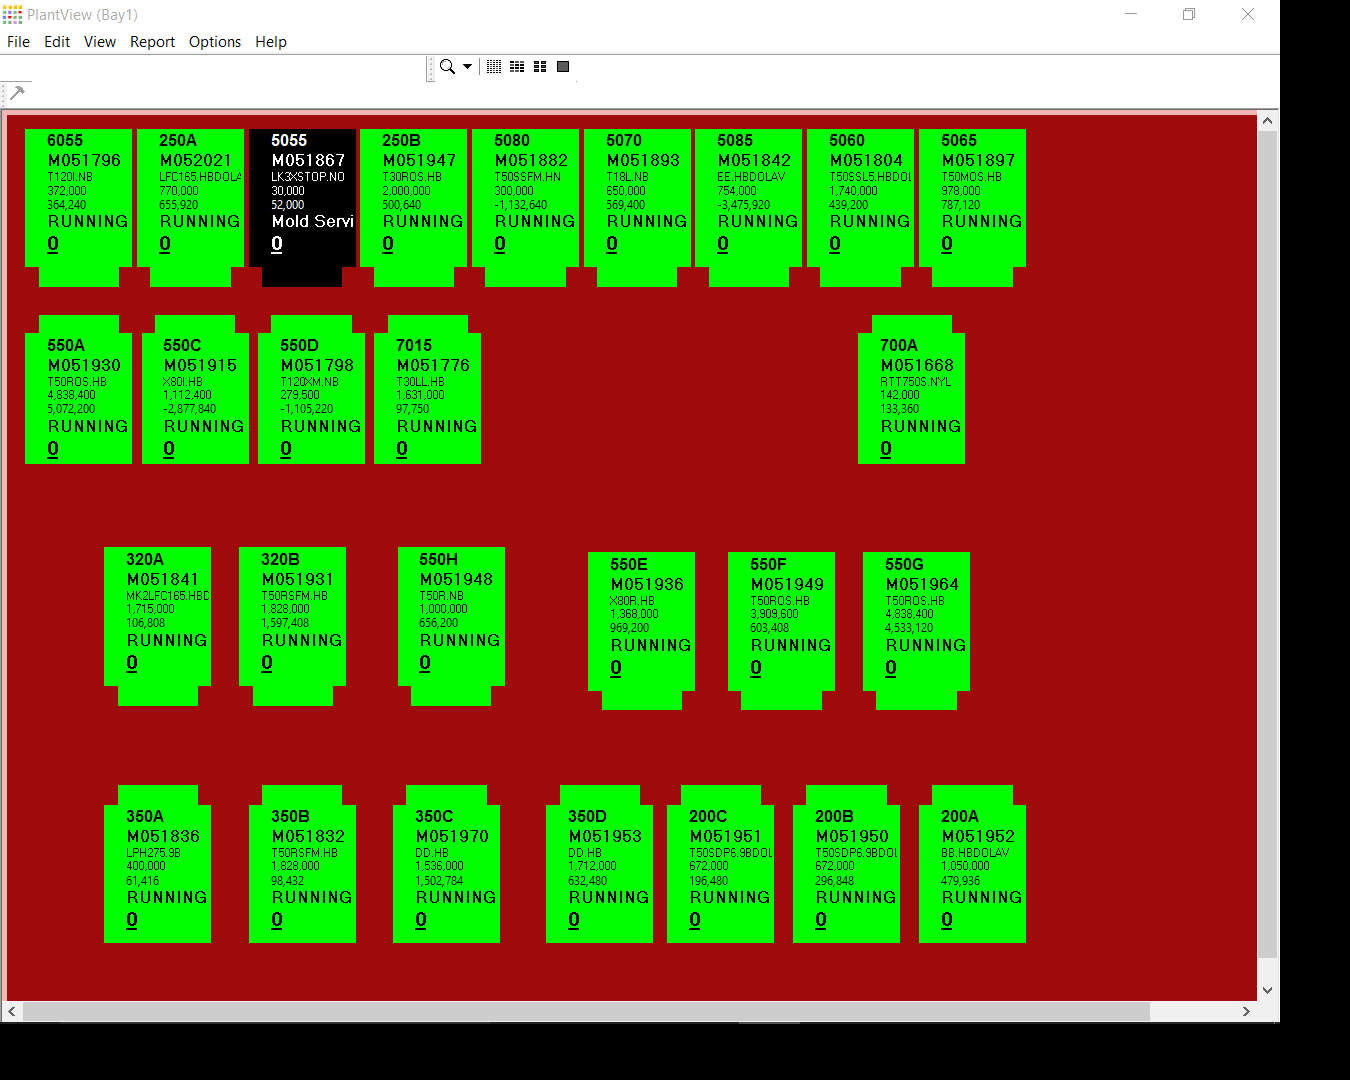 PlantView (Bay1)
File Edit View Report Options Help
6055
M051796
T120I.NB
372,000
364,240
RUNNING
0
250A
M052021
LFC165.HBDOLA
770,000
655,920
RUNNING
0
5055
M051867
LK3XSTOP.NO
30,000
52,000
Mold Servi
0
250B
M051947
T30ROS.HB
2,000,000
500,640
RUNNING
0
5080
M051882
T50SSFM.HN
300,000
-1,132,640
RUNNING
0
5070
M051893
T18L.NB
650,000
569,400
RUNNING
0
5085
M051842
EE.HBDOLAV
754,000
-3,475,920
RUNNING
0
5060
M051804
T50SSL5.HBDOL
1,740,000
439,200
RUNNING
0
5065
M051897
T50MOS.HB
978,000
787,120
RUNNING
0
550A
M051930
T50ROS.HB
4,838,400
5,072,200
RUNNING
0
550C
M051915
X80I.HB
1,112,400
-2,877,840
RUNNING
0
550D
M051798
T120XM.NB
279,500
-1,105,220
RUNNING
0
7015
M051776
T30LL.HB
1,631,000
97,750
RUNNING
0
700A
M051668
RTT750S.NYL
142,000
133,360
RUNNING
0
320A
M051841
MK2LFC165.HBD
1,715,000
106,808
RUNNING
0
320B
M051931
T50RSFM.HB
1,828,000
1,597,408
RUNNING
0
550H
M051948
T50R.NB
1,000,000
656,200
RUNNING
0
550E
M051936
X80R.HB
1,368,000
969,200
RUNNING
0
550F
M051949
T50ROS.HB
3,909,600
603,408
RUNNING
0
550G
M051964
T50ROS.HB
4,838,400
4,533,120
RUNNING
0
350A
M051836
LPH275.9B
400,000
61,416
RUNNING
0
350B
M051832
T50RSFM.HB
1,828,000
98,432
RUNNING
0
350C
M051970
DD.HB
1,536,000
1,502,784
RUNNING
0
350D
M051953
DD.HB
1,712,000
632,480
RUNNING
0
200C
M051951
T50SDP6.9BDOL
672,000
196,480
RUNNING
0
200B
M051950
T50SDP6.9BDOL
672,000
296,848
RUNNING
0
200A
M051952
BB.HBDOLAV
1,050,000
479,936
RUNNING
0